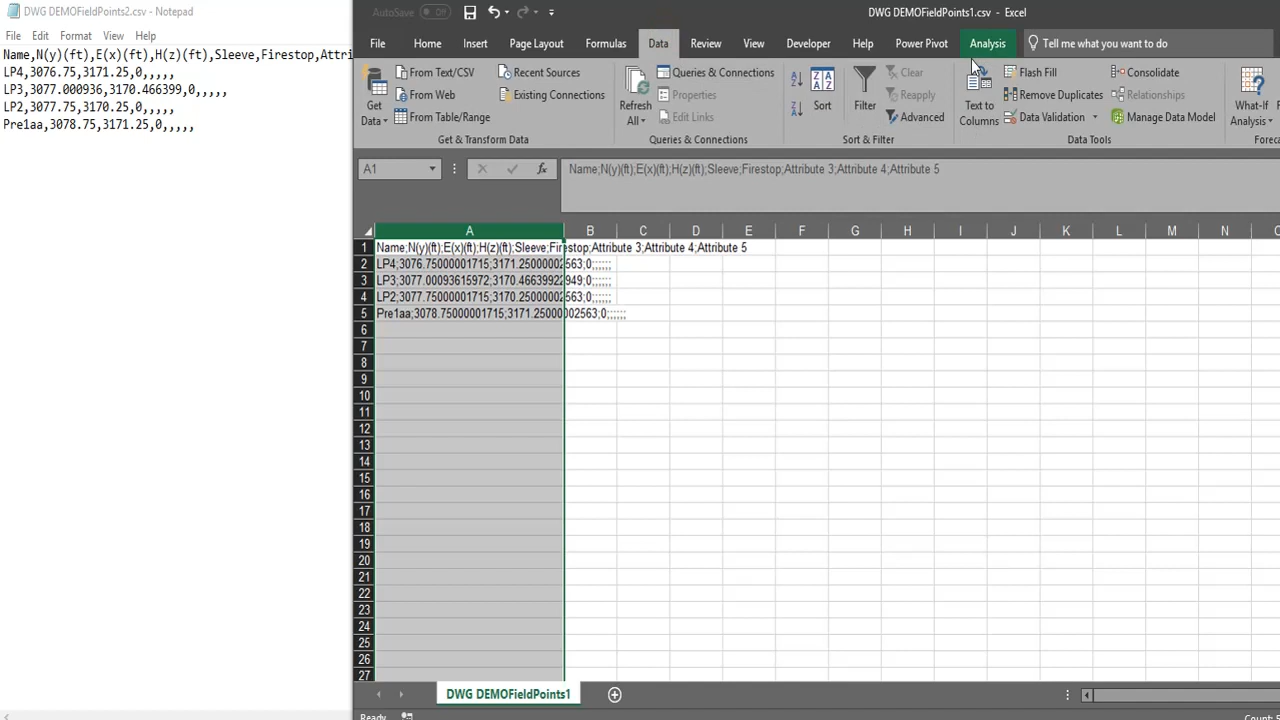 DWG DEMOFieldPoints2.csv - Notepad
File Edit Format View Help
Name,N(y)(ft),E(x)(ft),H(z)(ft),Sleeve,Firestop,Attri
LP4,3076.75,3171.25,0,,,,,
LP3,3077.000936,3170.466399,0,,,,,
LP2,3077.75,3170.25,0,,,,,
Pre1aa,3078.75,3171.25,0,,,,,
AutoSave Off DWG DEMOFieldPoints1.csv - Excel
File Home Insert Page Layout Formulas Data Review View Developer Help Power Pivot Analysis Tell me what you want to do
Get Data
From Text/CSV
From Web
From Table/Range
Recent Sources
Existing Connections
Get & Transform Data
Refresh All
Queries & Connections
Properties
Edit Links
Queries & Connections
Sort
Filter
Clear
Reapply
Advanced
Sort & Filter
Text to Columns
Flash Fill
Remove Duplicates
Data Validation
Consolidate
Relationships
Manage Data Model
Data Tools
What-If Analysis
A1 fx Name;N(y)(ft);E(x)(ft);H(z)(ft);Sleeve;Firestop;Attribute 3;Attribute 4;Attribute 5
A B C D E F G H I J K L M N
1 Name;N(y)(ft);E(x)(ft);H(z)(ft);Sleeve;Firestop;Attribute 3;Attribute 4;Attribute 5
2 LP4;3076.75000001715;3171.25000002563;0;;;;;;
3 LP3;3077.00093615972;3170.46639922949;0;;;;;;
4 LP2;3077.75000001715;3170.25000002563;0;;;;;;
5 Pre1aa;3078.75000001715;3171.25000002563;0;;;;;;
6
7
8
9
10
11
12
13
14
15
16
17
18
19
20
21
22
23
24
25
26
27
DWG DEMOFieldPoints1
Ready